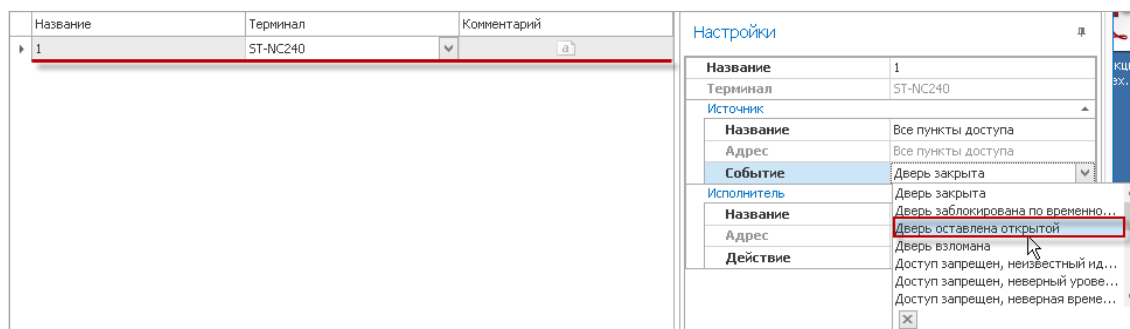 Название Терминал Комментарий
1 ST-NC240 a
Настройки
Название 1
Терминал ST-NC240
Источник
Название Все пункты доступа
Адрес Все пункты доступа
Событие Дверь закрыта
Исполнитель
Название
Адрес
Действие
Дверь закрыта
Дверь заблокирована по временно...
Дверь оставлена открытой
Дверь взломана
Доступ запрещен, неизвестный ид...
Доступ запрещен, неверный урове...
Доступ запрещен, неверная време...